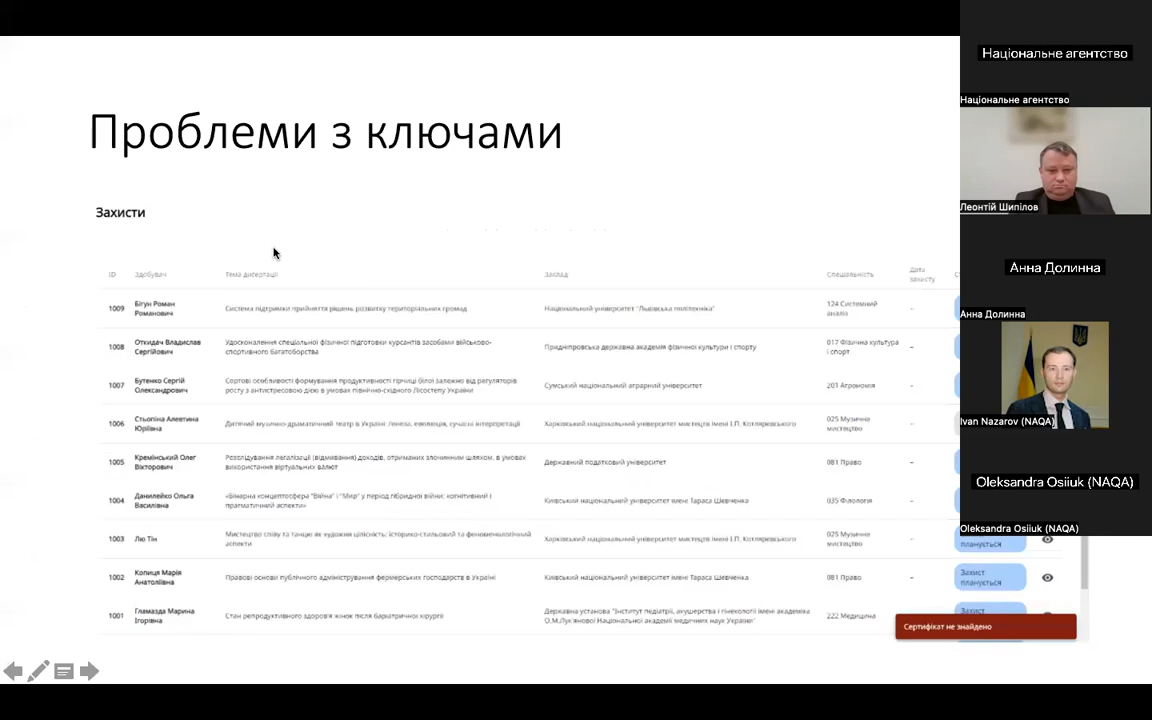 Проблеми з ключами
Захисти
ID Здобувач Тема дисертації Заклад Спеціальність Дата
захисту
1009 Бігун Роман
Романович Система підтримки прийняття рішень розвитку територіальних громад Національний університет "Львівська політехніка" 124 Системний
аналіз -
1008 Откидач Владислав
Сергійович Удосконалення спеціальної фізичної підготовки курсантів засобами військово-
спортивного багатоборства Придніпровська державна академія фізичної культури і спорту 017 Фізична культура
і спорт -
1007 Бутенко Сергій
Олександрович Сортові особливості формування продуктивності гірчиці білої залежно від регуляторів
росту з антистресовою дією в умовах північно-східного Лісостепу України Сумський національний аграрний університет 201 Агрономія -
1006 Стьопіна Алевтина
Юріївна Дитячий музично-драматичний театр в Україні: ґенеза, еволюція, сучасні інтерпретації Харківський національний університет мистецтв імені І.П. Котляревського 025 Музичне
мистецтво -
1005 Кремінський Олег
Вікторович Розслідування легалізації (відмивання) доходів, отриманих злочинним шляхом, в умовах
використання віртуальних валют Державний податковий університет 081 Право -
1004 Данилейко Ольга
Василівна «Бінарна концептосфера "Війна" і "Мир" у період гібридної війни: когнітивний і
прагматичний аспекти» Київський національний університет імені Тараса Шевченка 035 Філологія -
1003 Лю Тін Мистецтво співу та танцю як художня цілісність: історико-стильовий та феноменологічний
аспекти Харківський національний університет мистецтв імені І.П. Котляревського 025 Музичне
мистецтво - планується
1002 Копиця Марія
Анатоліївна Правові основи публічного адміністрування фермерських господарств в Україні Київський національний університет імені Тараса Шевченка 081 Право - Захист
планується
1001 Гламазда Марина
Ігорівна Стан репродуктивного здоров'я жінок після баріатричної хірургії Державна установа "Інститут педіатрії, акушерства і гінекології імені академіка
О.М.Лук'янової Національної академії медичних наук України" 222 Медицина Захист
Сертифікат не знайдено
Національне агентство
Національне агентство
Леонтій Шипілов
Анна Долинна
Анна Долинна
Ivan Nazarov (NAQA)
Oleksandra Osiiuk (NAQA)
Oleksandra Osiiuk (NAQA)